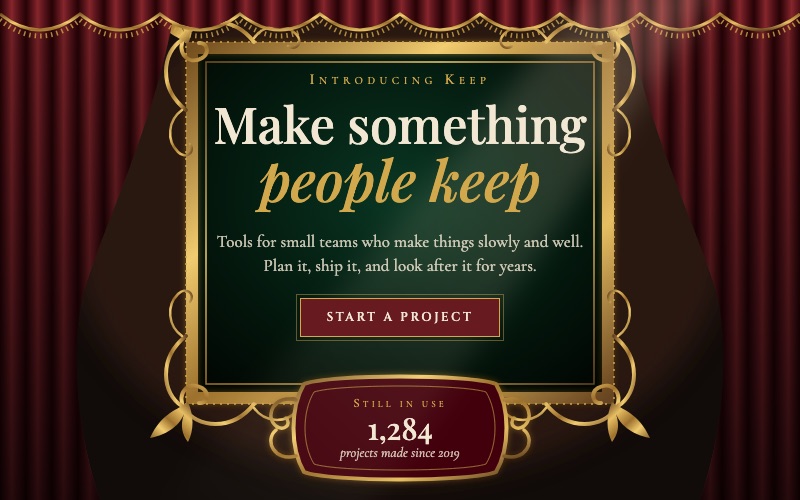 Introducing Keep
Make something
people keep
Tools for small teams who make things slowly and well.
Plan it, ship it, and look after it for years.
START A PROJECT
Still in use
1,284
projects made since 2019